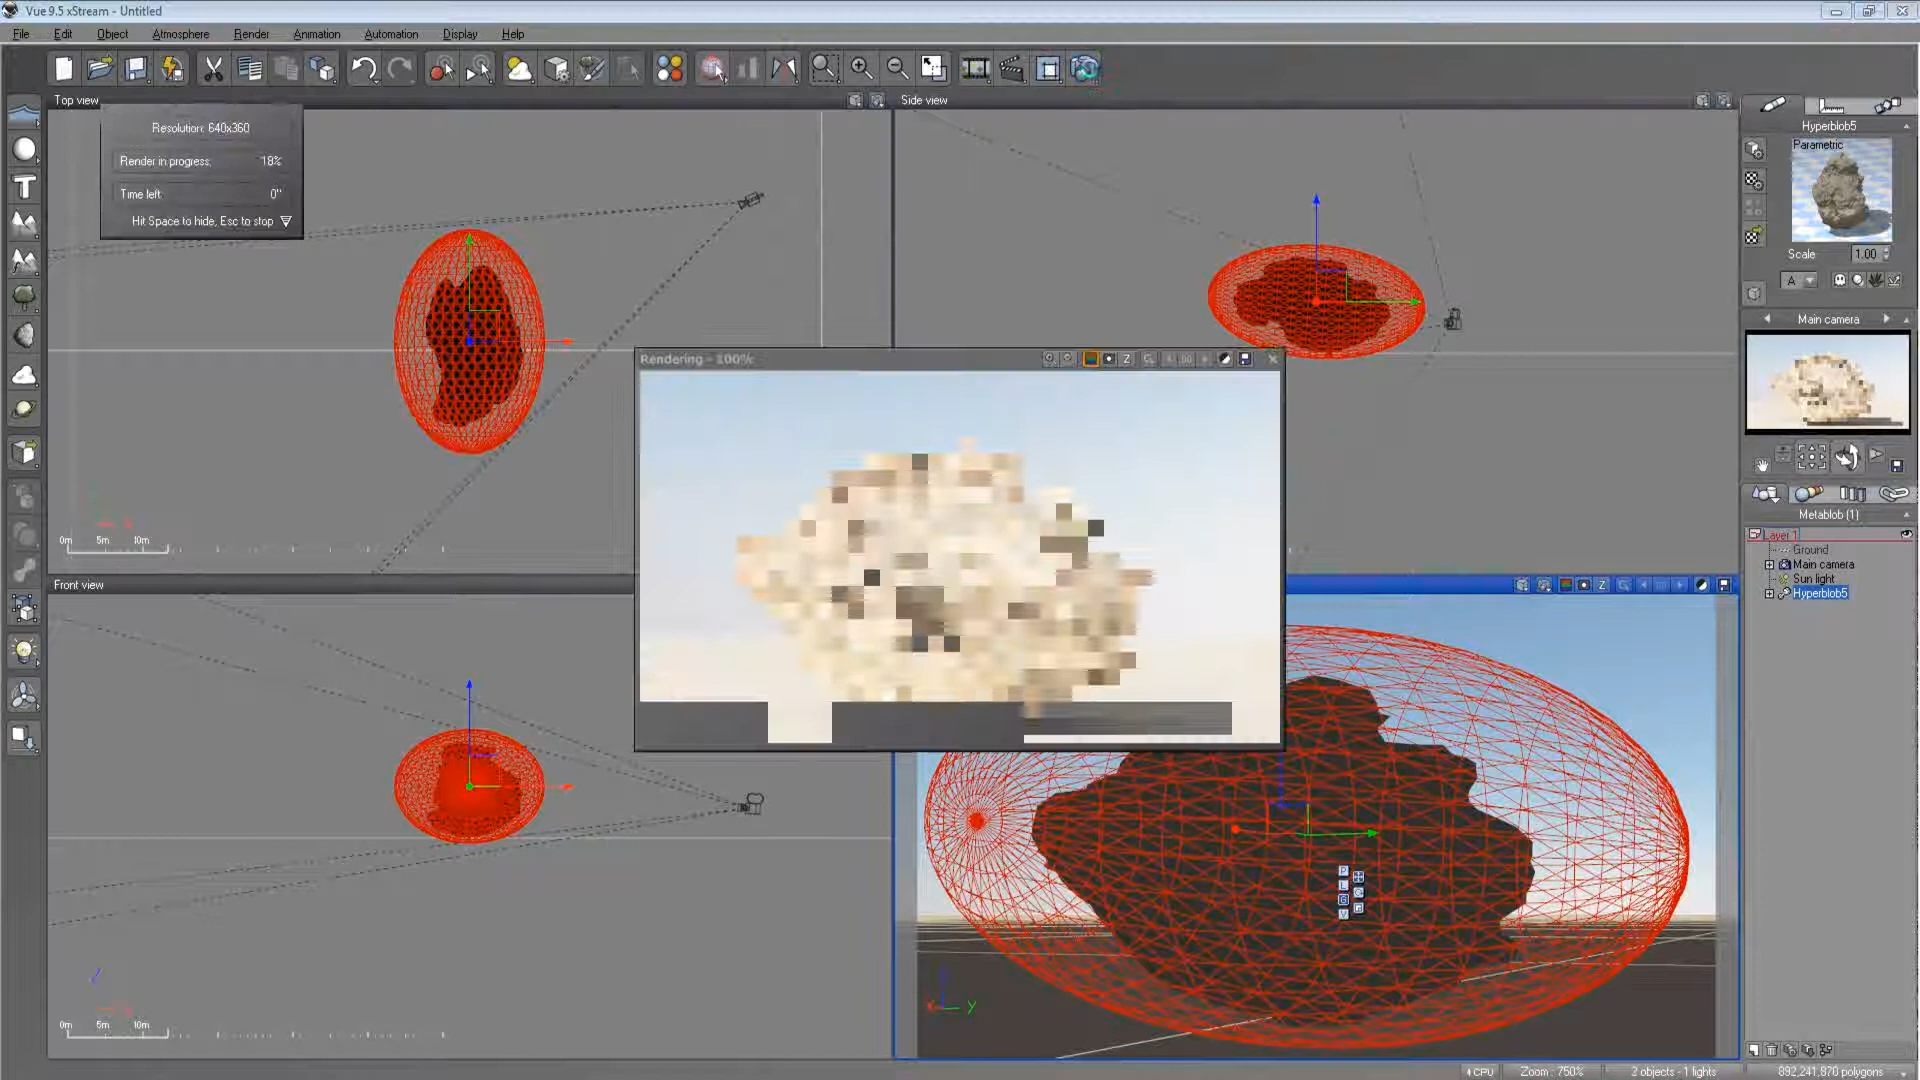 Vue 9.5 xStream - Untitled
File Edit Object Atmosphere Render Animation Automation Display Help
Top view
Side view
Resolution: 640x360
Render in progress: 18%
Time left 0"
Hit Space to hide, Esc to stop
0m 5m 10m
Front view
0m 5m 10m
Rendering - 100%
Z
Z
Y
Hyperblob5
Parametric
Scale 1.00
A
Main camera
Metablob (1)
Layer 1
Ground
Main camera
Sun light
Hyperblob5
CPU Zoom : 750% 2 objects - 1 lights 892,241,970 polygons